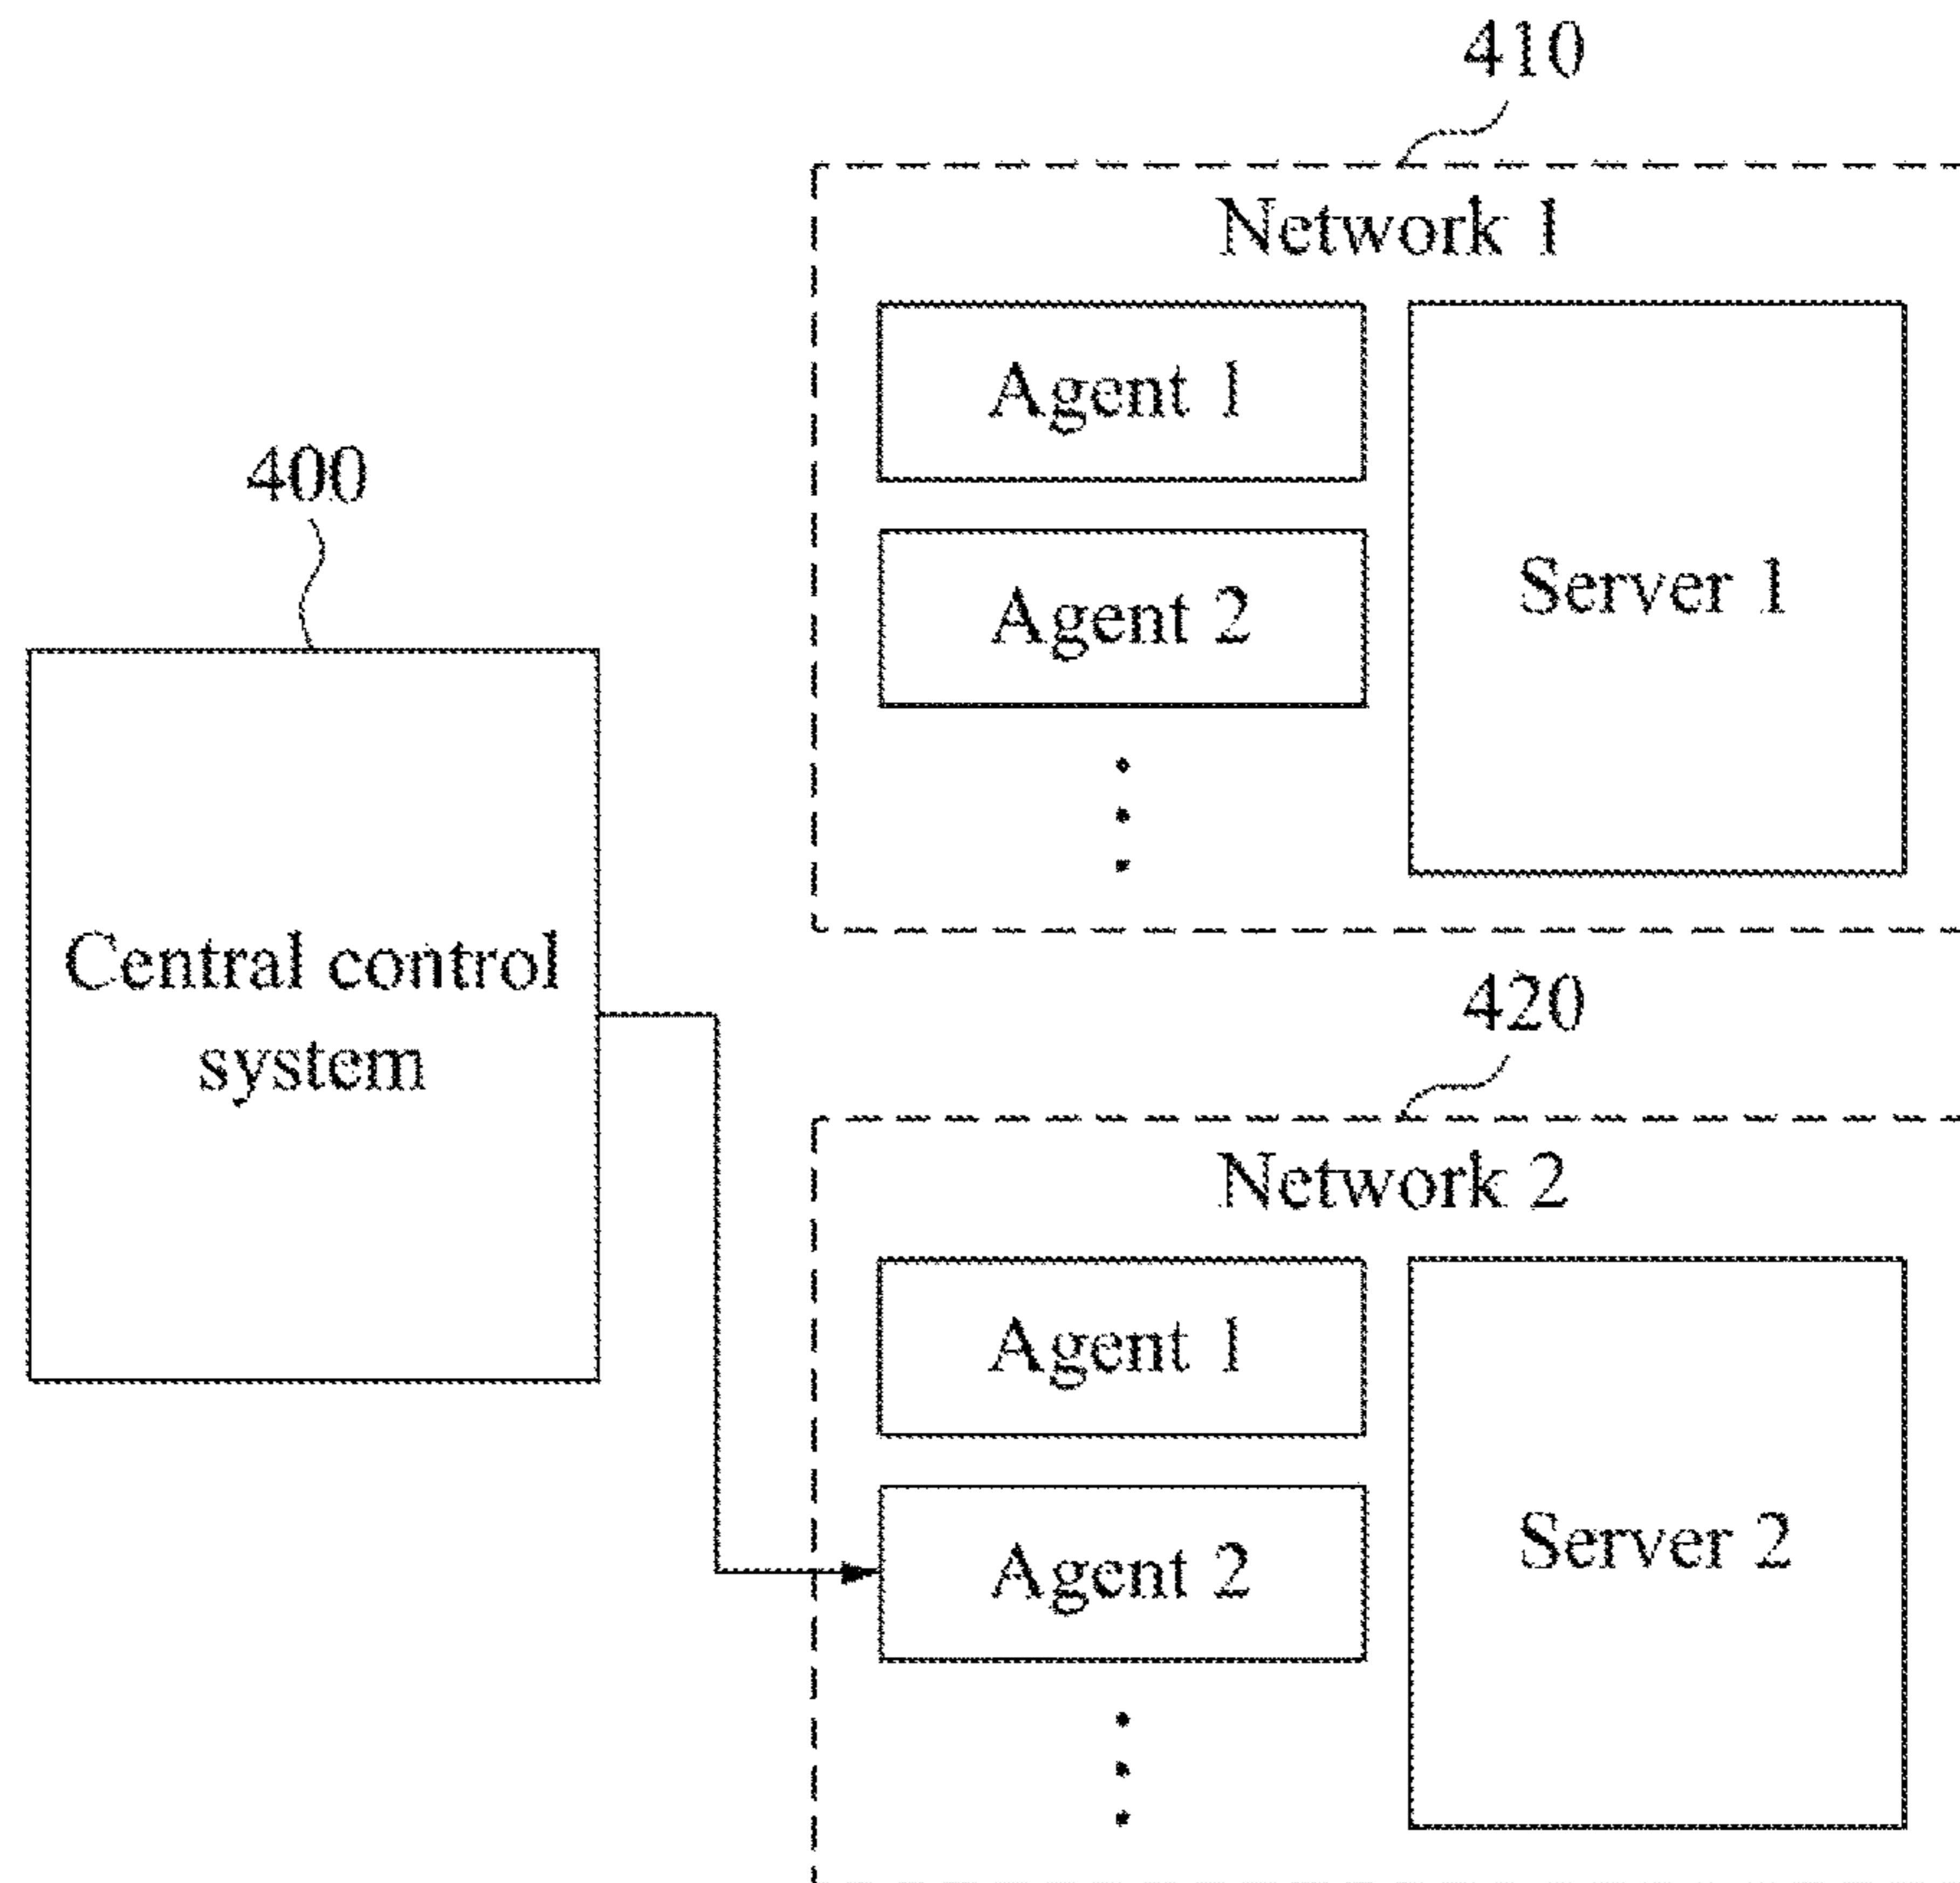 410
Network 1
Agent 1
Agent 2
Server 1
400
Central control
system
420
Network 2
Agent 1
Agent 2
Server 2